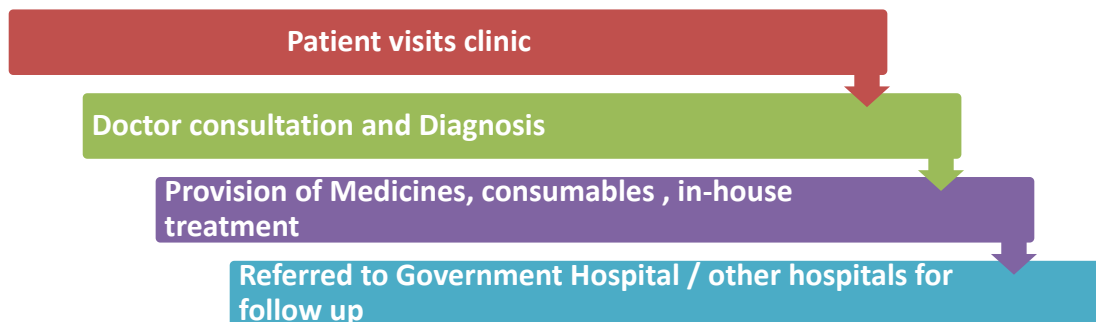 Patient visits clinic
Doctor consultation and Diagnosis
Provision of Medicines, consumables , in-house
treatment
Referred to Government Hospital / other hospitals for
follow up